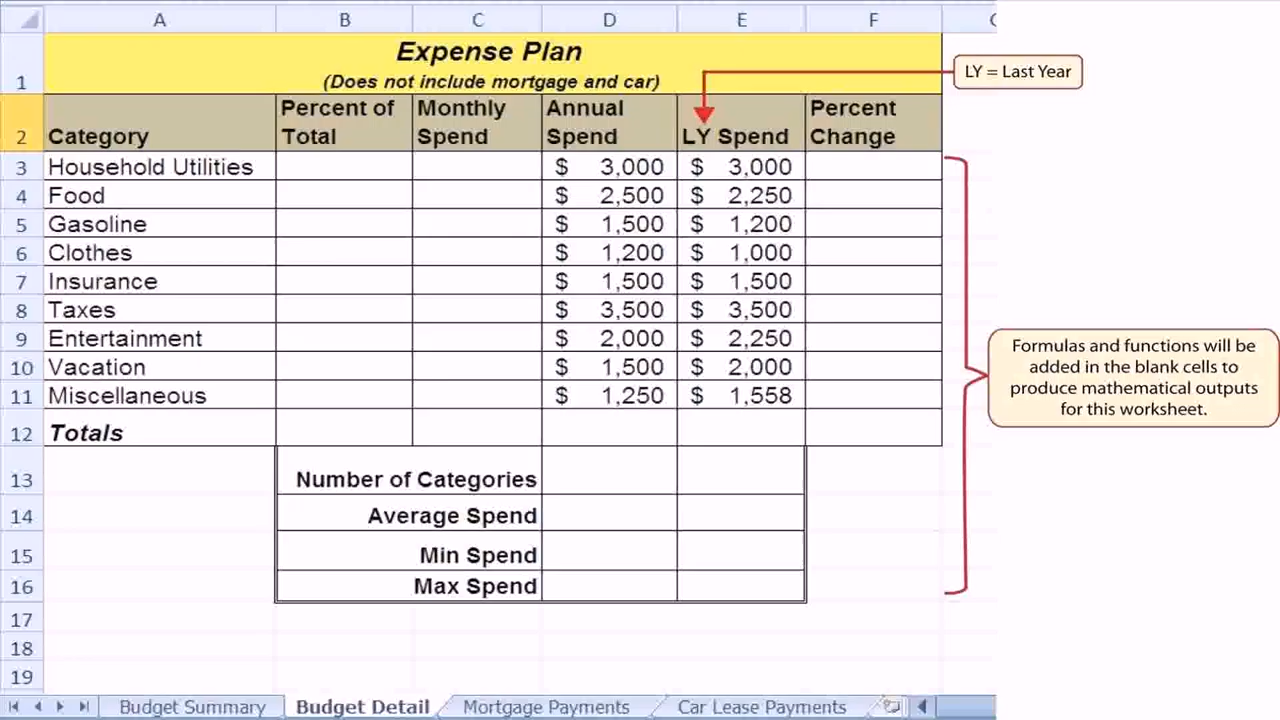 A B C D E F
1 Expense Plan
(Does not include mortgage and car)
LY = Last Year
2 Category Percent of Total Monthly Spend Annual Spend LY Spend Percent Change
3 Household Utilities $ 3,000 $ 3,000
4 Food $ 2,500 $ 2,250
5 Gasoline $ 1,500 $ 1,200
6 Clothes $ 1,200 $ 1,000
7 Insurance $ 1,500 $ 1,500
8 Taxes $ 3,500 $ 3,500
9 Entertainment $ 2,000 $ 2,250
10 Vacation $ 1,500 $ 2,000
11 Miscellaneous $ 1,250 $ 1,558
12 Totals
Formulas and functions will be
added in the blank cells to
produce mathematical outputs
for this worksheet.
13 Number of Categories
14 Average Spend
15 Min Spend
16 Max Spend
17
18
19
Budget Summary Budget Detail Mortgage Payments Car Lease Payments